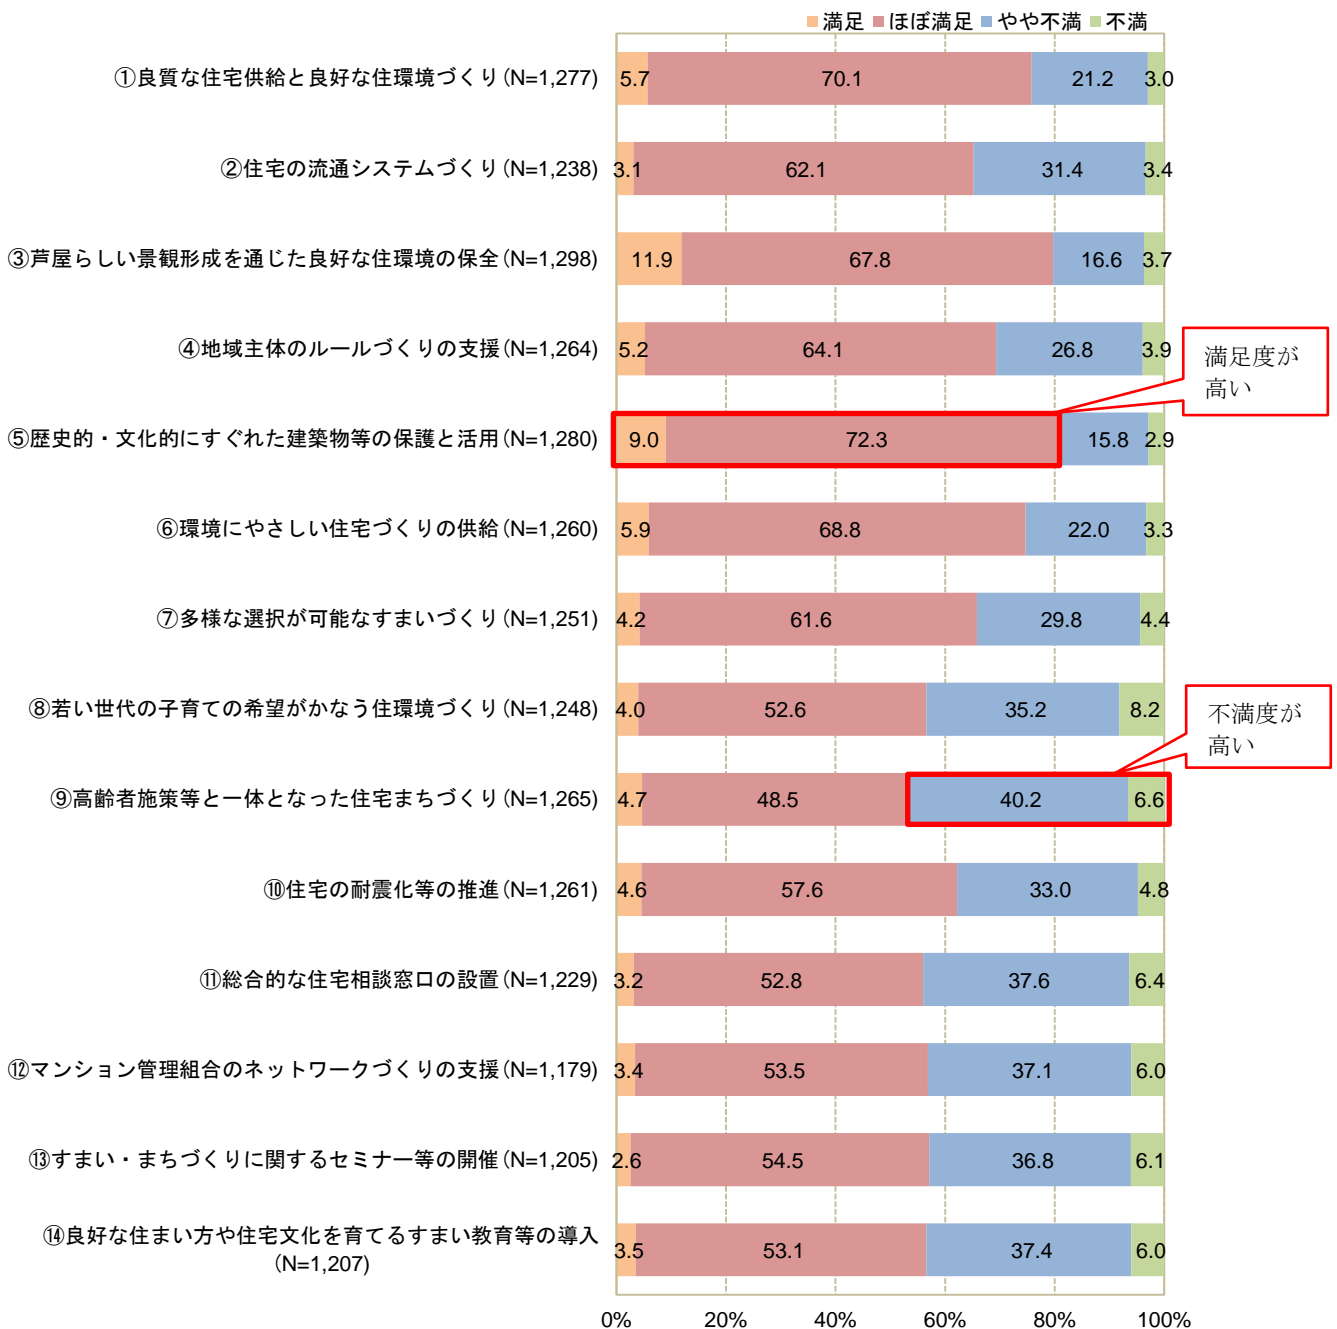 満足 ほぼ満足 やや不満 不満
①良質な住宅供給と良好な住環境づくり(N=1,277) 5.7 70.1 21.2 3.0
②住宅の流通システムづくり(N=1,238) 3.1 62.1 31.4 3.4
③芦屋らしい景観形成を通じた良好な住環境の保全(N=1,298) 11.9 67.8 16.6 3.7
④地域主体のルールづくりの支援(N=1,264) 5.2 64.1 26.8 3.9
満足度が
高い
⑤歴史的・文化的にすぐれた建築物等の保護と活用(N=1,280) 9.0 72.3 15.8 2.9
⑥環境にやさしい住宅づくりの供給(N=1,260) 5.9 68.8 22.0 3.3
⑦多様な選択が可能なすまいづくり(N=1,251) 4.2 61.6 29.8 4.4
⑧若い世代の子育ての希望がかなう住環境づくり(N=1,248) 4.0 52.6 35.2 8.2
不満度が
高い
⑨高齢者施策等と一体となった住宅まちづくり(N=1,265) 4.7 48.5 40.2 6.6
⑩住宅の耐震化等の推進(N=1,261) 4.6 57.6 33.0 4.8
⑪総合的な住宅相談窓口の設置(N=1,229) 3.2 52.8 37.6 6.4
⑫マンション管理組合のネットワークづくりの支援(N=1,179) 3.4 53.5 37.1 6.0
⑬すまい・まちづくりに関するセミナー等の開催(N=1,205) 2.6 54.5 36.8 6.1
⑭良好な住まい方や住宅文化を育てるすまい教育等の導入
(N=1,207) 3.5 53.1 37.4 6.0
0% 20% 40% 60% 80% 100%